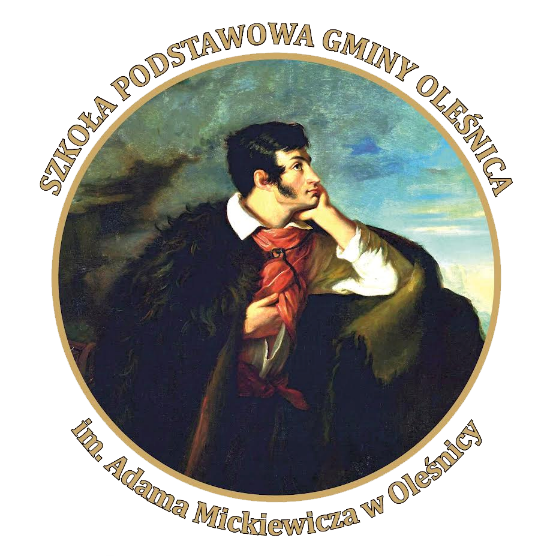 SZKOŁA PODSTAWOWA GMINY OLEŚNICA
im. Adama Mickiewicza w Oleśnicy